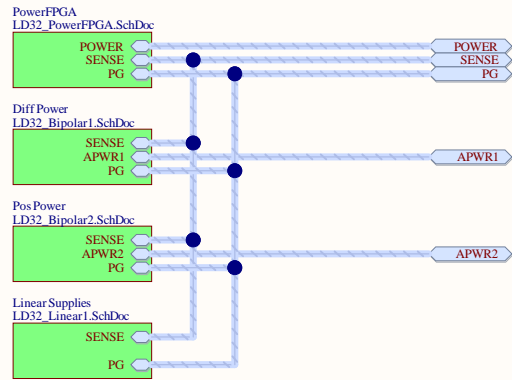 PowerFPGA
LD32_PowerFPGA.SchDoc
POWER
SENSE
PG
POWER
SENSE
PG
Diff Power
LD32_Bipolar1.SchDoc
SENSE
APWR1
PG
APWR1
Pos Power
LD32_Bipolar2.SchDoc
SENSE
APWR2
PG
APWR2
Linear Supplies
LD32_Linear1.SchDoc
SENSE
PG